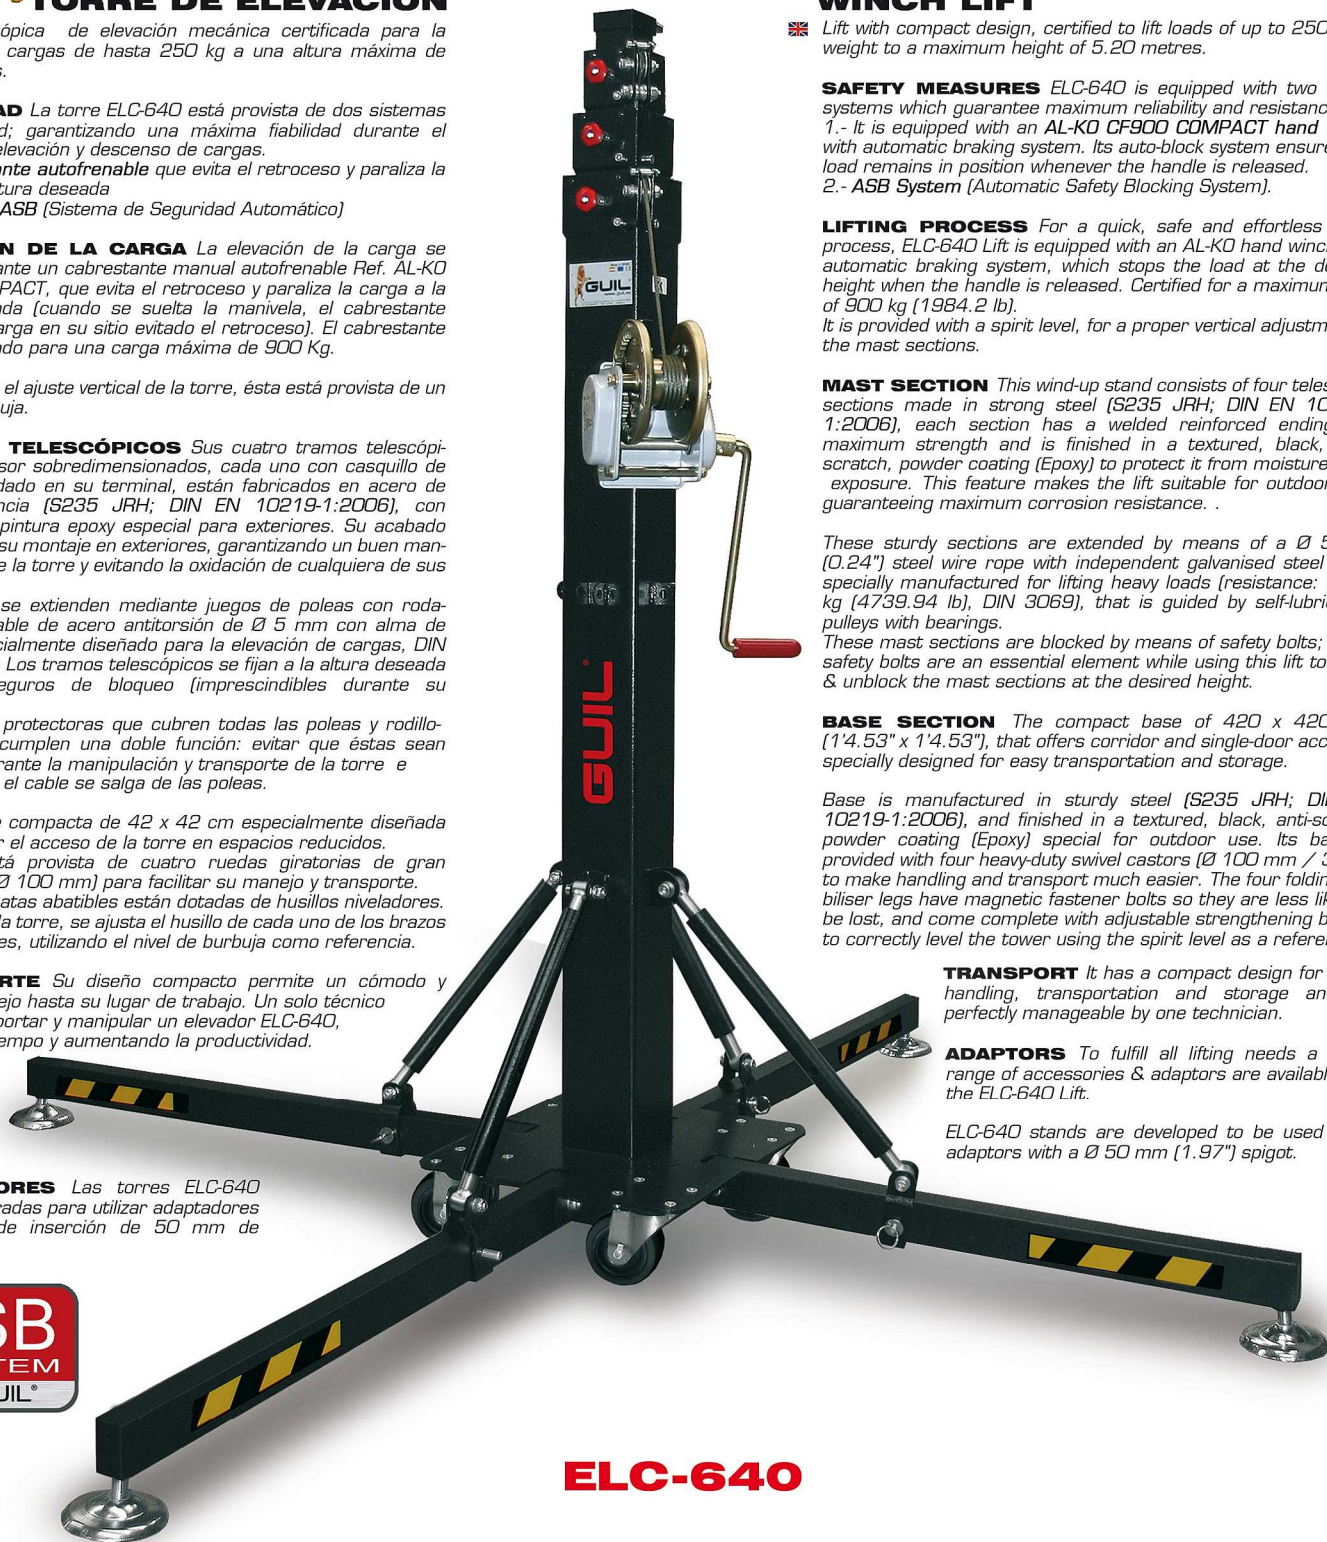 TORRE DE ELEVACIÓN
ópica de elevación mecánica certificada para la
cargas de hasta 250 kg a una altura máxima de
s.
AD La torre ELC-640 está provista de dos sistemas
d; garantizando una máxima fiabilidad durante el
elevación y descenso de cargas.
ante autofrenable que evita el retroceso y paraliza la
tura deseada
ASB (Sistema de Seguridad Automático)
N DE LA CARGA La elevación de la carga se
ante un cabrestante manual autofrenable Ref. AL-KO
PACT, que evita el retroceso y paraliza la carga a la
da (cuando se suelta la manivela, el cabrestante
arga en su sitio evitado el retroceso). El cabrestante
do para una carga máxima de 900 Kg.
el ajuste vertical de la torre, ésta está provista de un
uja.
TELESCÓPICOS Sus cuatro tramos telescópi-
sor sobredimensionados, cada uno con casquillo de
dado en su terminal, están fabricados en acero de
ncia (S235 JRH; DIN EN 10219-1:2006), con
pintura epoxy especial para exteriores. Su acabado
su montaje en exteriores, garantizando un buen man-
e la torre y evitando la oxidación de cualquiera de sus
se extienden mediante juegos de poleas con roda-
able de acero antitorsión de Ø 5 mm con alma de
cialmente diseñado para la elevación de cargas, DIN
Los tramos telescópicos se fijan a la altura deseada
eguros de bloqueo (imprescindibles durante su
protectoras que cubren todas las poleas y rodillo-
cumplen una doble función: evitar que éstas sean
rante la manipulación y transporte de la torre e
el cable se salga de las poleas.
e compacta de 42 x 42 cm especialmente diseñada
r el acceso de la torre en espacios reducidos.
tá provista de cuatro ruedas giratorias de gran
Ø 100 mm) para facilitar su manejo y transporte.
patas abatibles están dotadas de husillos niveladores.
la torre, se ajusta el husillo de cada uno de los brazos
es, utilizando el nivel de burbuja como referencia.
RTE Su diseño compacto permite un cómodo y
ejo hasta su lugar de trabajo. Un solo técnico
portar y manipular un elevador ELC-640,
empo y aumentando la productividad.
ORES Las torres ELC-640
radas para utilizar adaptadores
de inserción de 50 mm de
SB
TEM
UIL®
GUIL
GUIL
WINCH LIFT
Lift with compact design, certified to lift loads of up to 250
weight to a maximum height of 5.20 metres.
SAFETY MEASURES ELC-640 is equipped with two
systems which guarantee maximum reliability and resistanc
1.- It is equipped with an AL-KO CF900 COMPACT hand
with automatic braking system. Its auto-block system ensure
load remains in position whenever the handle is released.
2.- ASB System (Automatic Safety Blocking System).
LIFTING PROCESS For a quick, safe and effortless
process, ELC-640 Lift is equipped with an AL-KO hand winc
automatic braking system, which stops the load at the de
height when the handle is released. Certified for a maximum
of 900 kg (1984.2 lb).
It is provided with a spirit level, for a proper vertical adjustm
the mast sections.
MAST SECTION This wind-up stand consists of four teles
sections made in strong steel (S235 JRH; DIN EN 10
1:2006), each section has a welded reinforced ending
maximum strength and is finished in a textured, black,
scratch, powder coating (Epoxy) to protect it from moisture
exposure. This feature makes the lift suitable for outdoor
guaranteeing maximum corrosion resistance. .
These sturdy sections are extended by means of a Ø 5
(0.24") steel wire rope with independent galvanised steel
specially manufactured for lifting heavy loads (resistance:
kg (4739.94 lb), DIN 3069), that is guided by self-lubri
pulleys with bearings.
These mast sections are blocked by means of safety bolts;
safety bolts are an essential element while using this lift to
& unblock the mast sections at the desired height.
BASE SECTION The compact base of 420 x 420
(1'4.53" x 1'4.53"), that offers corridor and single-door acc
specially designed for easy transportation and storage.
Base is manufactured in sturdy steel (S235 JRH; DI
10219-1:2006), and finished in a textured, black, anti-sc
powder coating (Epoxy) special for outdoor use. Its ba
provided with four heavy-duty swivel castors (Ø 100 mm / 3
to make handling and transport much easier. The four foldin
biliser legs have magnetic fastener bolts so they are less lik
be lost, and come complete with adjustable strengthening b
to correctly level the tower using the spirit level as a refere
TRANSPORT It has a compact design for
handling, transportation and storage an
perfectly manageable by one technician.
ADAPTORS To fulfill all lifting needs a
range of accessories & adaptors are availabl
the ELC-640 Lift.
ELC-640 stands are developed to be used
adaptors with a Ø 50 mm (1.97") spigot.
ELC-640